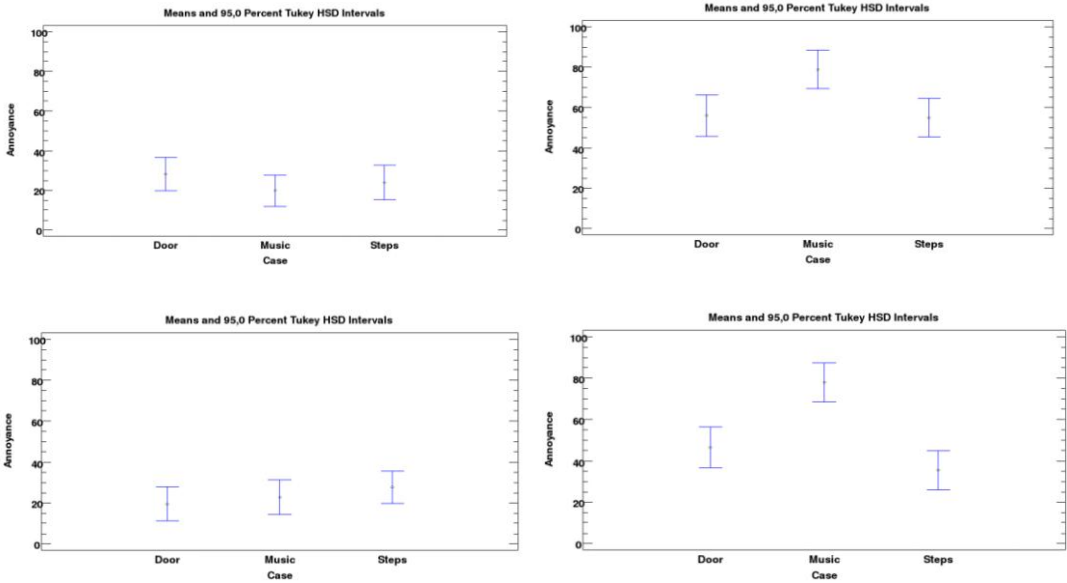 Means and 95,0 Percent Tukey HSD Intervals
100
80
60
40
20
0
Annoyance
Door Music Steps
Case
Means and 95,0 Percent Tukey HSD Intervals
100
80
60
40
20
0
Annoyance
Door Music Steps
Case
Means and 95,0 Percent Tukey HSD Intervals
100
80
60
40
20
0
Annoyance
Door Music Steps
Case
Means and 95,0 Percent Tukey HSD Intervals
100
80
60
40
20
0
Annoyance
Door Music Steps
Case